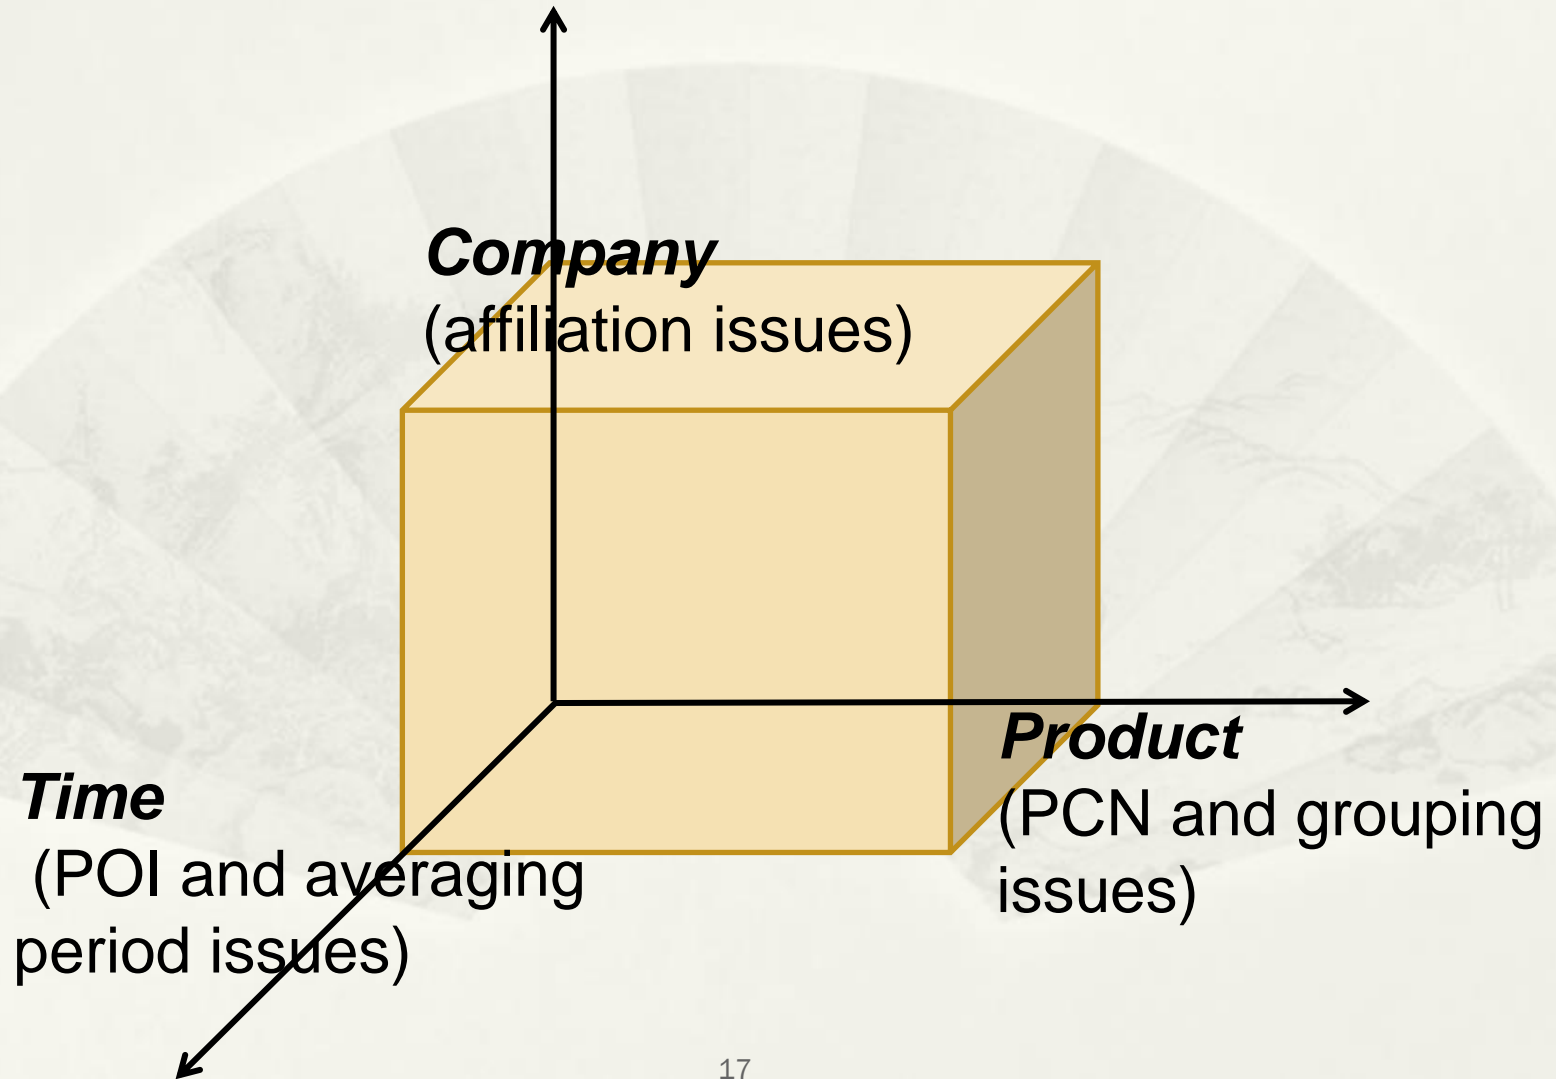 Company
(affiliation issues)
Product
(PCN and grouping
issues)
Time
(POI and averaging
period issues)
17